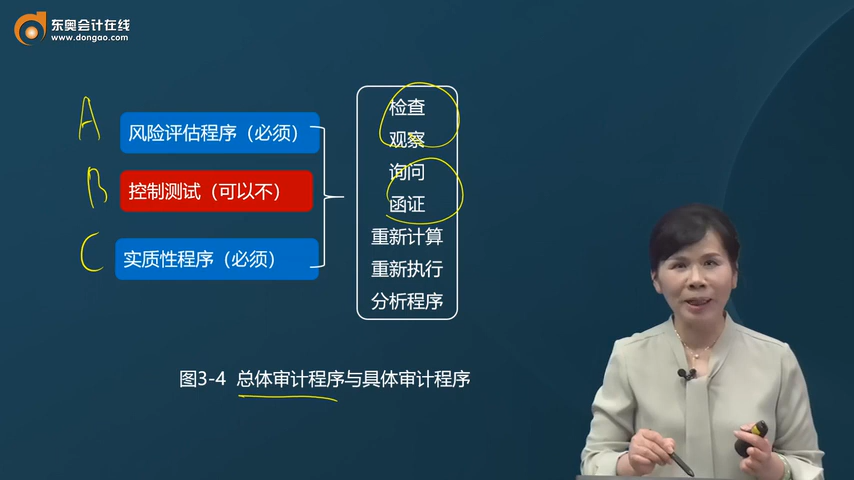 东奥会计在线
www.dongao.com
A
风险评估程序（必须）
B
控制测试（可以不）
C
实质性程序（必须）
检查
观察
询问
函证
重新计算
重新执行
分析程序
图3-4 总体审计程序与具体审计程序